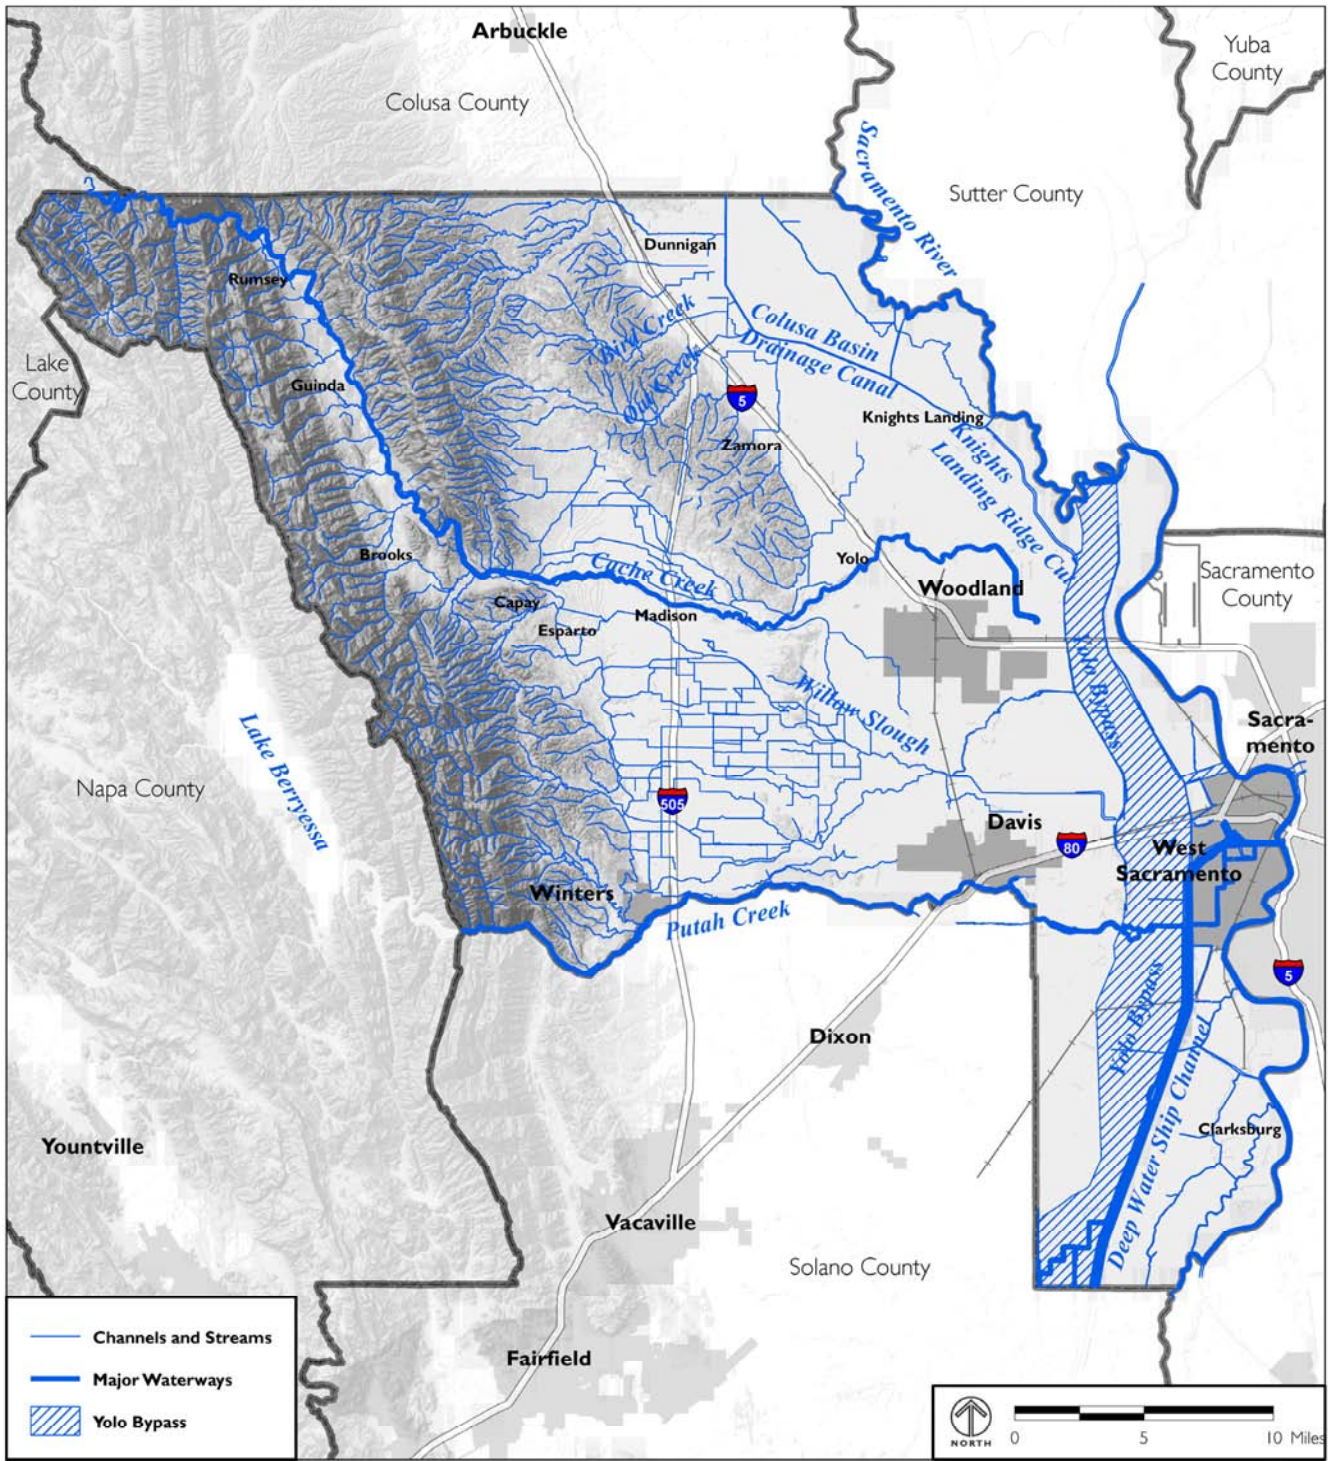 Arbuckle
Yuba
County
Colusa County
Sacramento River
Sutter County
Dunnigan
Rumsey
Bird Creek
Colusa Basin
Drainage Canal
Oat Creek
Lake
County
Guinda
5
Knights Landing
Zamora
Knights
Landing Ridge Cut
Brooks
Cache Creek
Yolo
Woodland
Sacramento
County
Capay
Madison
Esparto
Yolo Bypass
Willow Slough
Lake Berryessa
Sacra-
mento
Napa County
505
Davis
80
West
Sacramento
Winters
Putah Creek
5
Yolo Bypass
Dixon
Deep Water Ship Channel
Clarksburg
Yountville
Vacaville
Solano County
Fairfield
Channels and Streams
Major Waterways
Yolo Bypass
NORTH
0 5 10 Miles